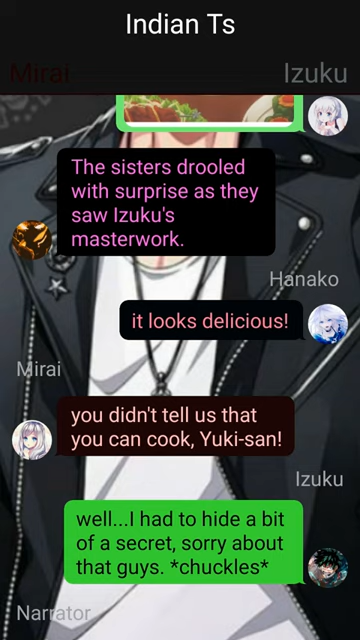 Indian Ts
Mirai
Izuku
The sisters drooled
with surprise as they
saw Izuku's
masterwork.
Hanako
it looks delicious!
Mirai
you didn't tell us that
you can cook, Yuki-san!
Izuku
well...I had to hide a bit
of a secret, sorry about
that guys. *chuckles*
Narrator